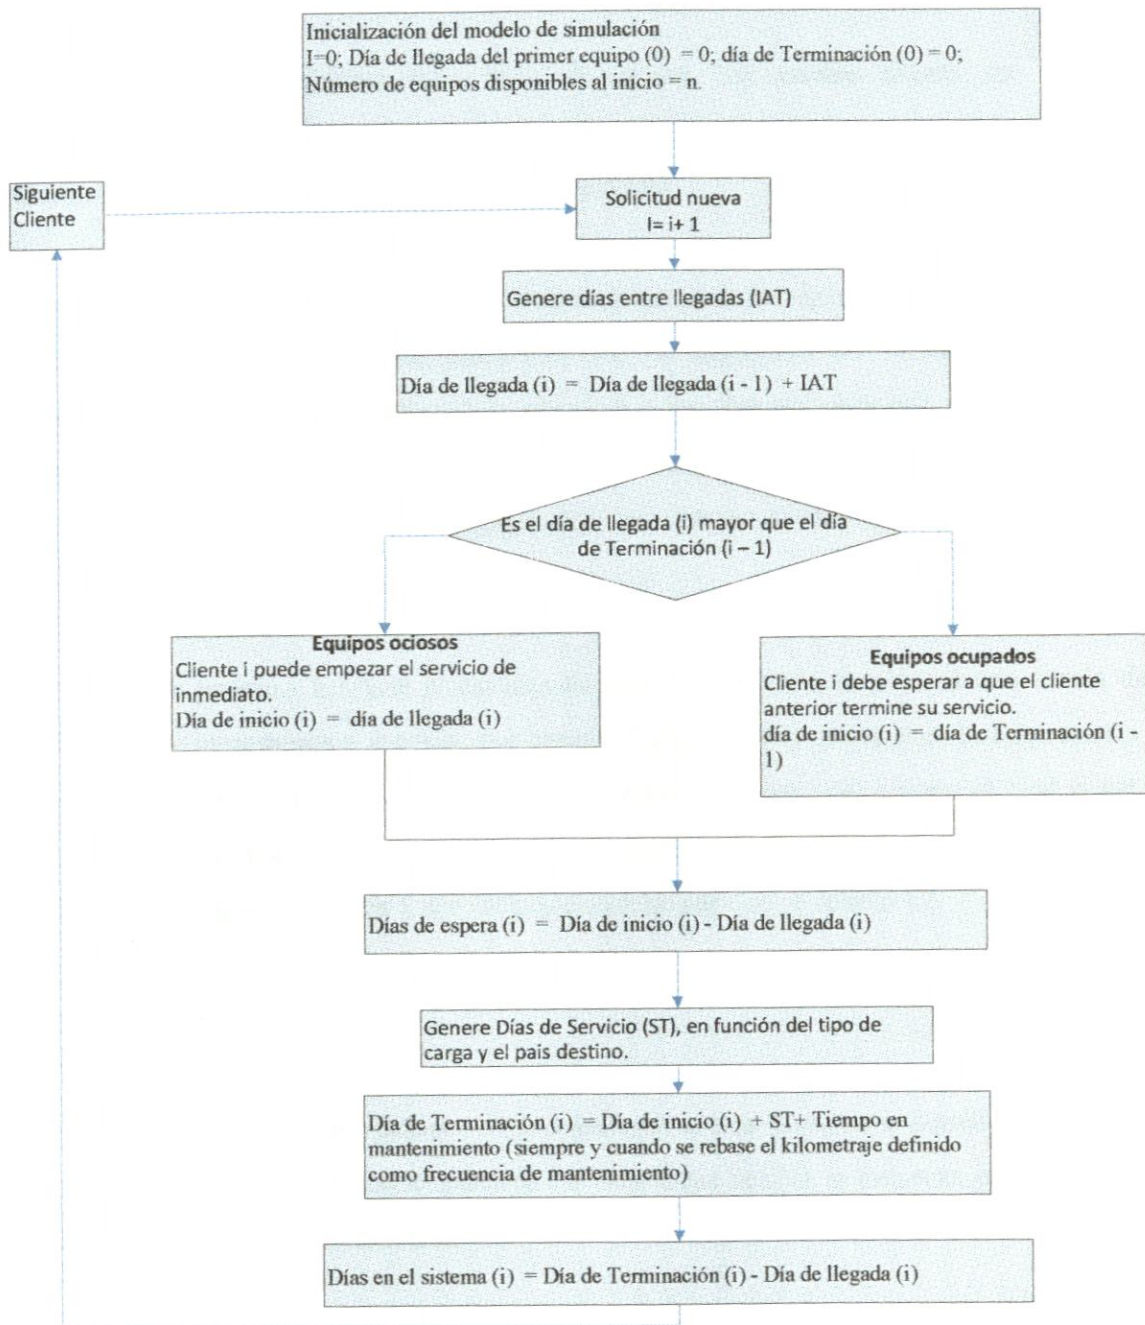 Inicialización del modelo de simulación
I=0; Día de llegada del primer equipo (0) = 0; día de Terminación (0) = 0;
Número de equipos disponibles al inicio = n.
Siguiente
Cliente
Solicitud nueva
I= i+ 1
Genere días entre llegadas (IAT)
Día de llegada (i) = Día de llegada (i - 1) + IAT
Es el día de llegada (i) mayor que el día
de Terminación (i – 1)
Equipos ociosos
Cliente i puede empezar el servicio de
inmediato.
Día de inicio (i) = día de llegada (i)
Equipos ocupados
Cliente i debe esperar a que el cliente
anterior termine su servicio.
día de inicio (i) = día de Terminación (i -
1)
Días de espera (i) = Día de inicio (i) - Día de llegada (i)
Genere Días de Servicio (ST), en función del tipo de
carga y el pais destino.
Día de Terminación (i) = Día de inicio (i) + ST+ Tiempo en
mantenimiento (siempre y cuando se rebase el kilometraje definido
como frecuencia de mantenimiento)
Días en el sistema (i) = Día de Terminación (i) - Día de llegada (i)